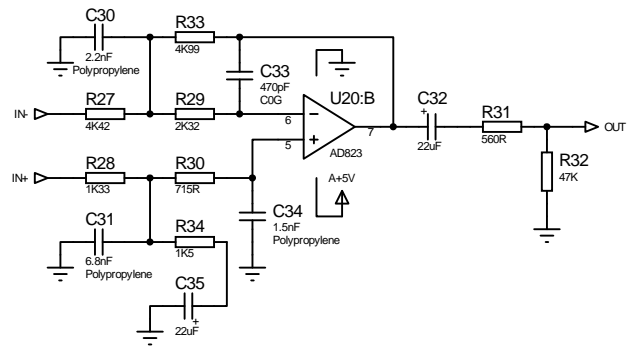 C30
2.2nF
Polypropylene
R33
4K99
C33
470pF
C0G
U20:B
C32
22uF
+
R31
560R
OUT
R27
4K42
IN-
R29
2K32
6
7
5
AD823
R32
47K
R28
1K33
IN+
R30
715R
A+5V
C31
6.8nF
Polypropylene
R34
1K5
C34
1.5nF
Polypropylene
C35
22uF
+